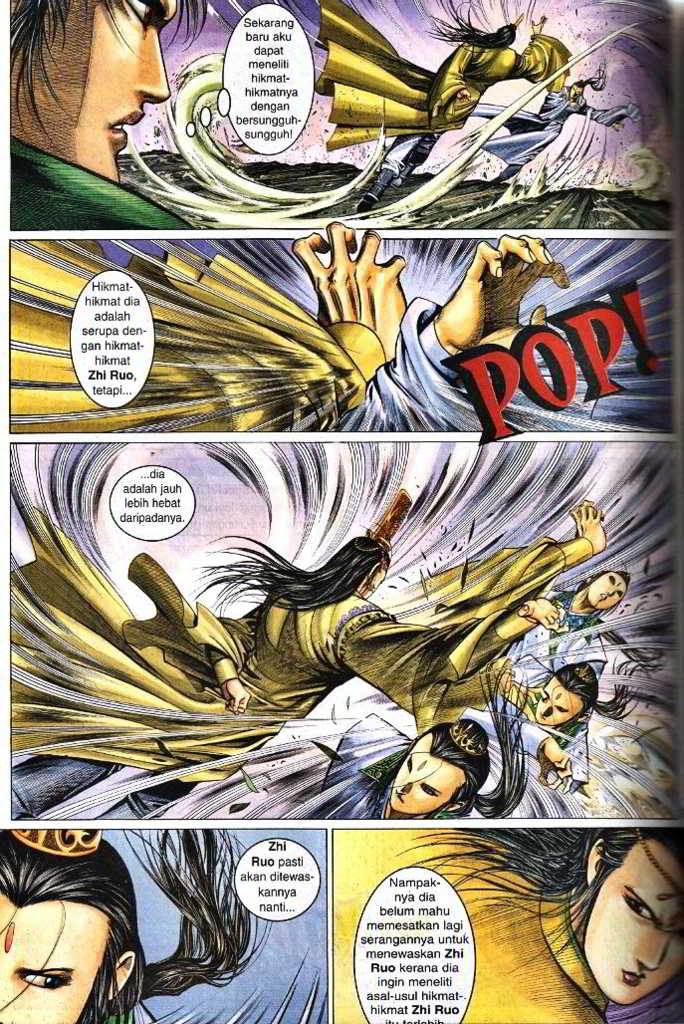 Sekarang
baru aku
dapat
meneliti
hikmat-
hikmatnya
dengan
bersungguh-
sungguh!
Hikmat-
hikmat dia
adalah
serupa den-
gan hikmat-
hikmat
Zhi Ruo,
tetapi...
POP!
...dia
adalah jauh
lebih hebat
daripadanya.
Zhi
Ruo pasti
akan ditewas-
kannya
nanti...
Nampak-
nya dia
belum mahu
memesatkan lagi
serangannya untuk
menewaskan Zhi
Ruo kerana dia
ingin meneliti
asal-usul hikmat-
hikmat Zhi Ruo
itu terlebih